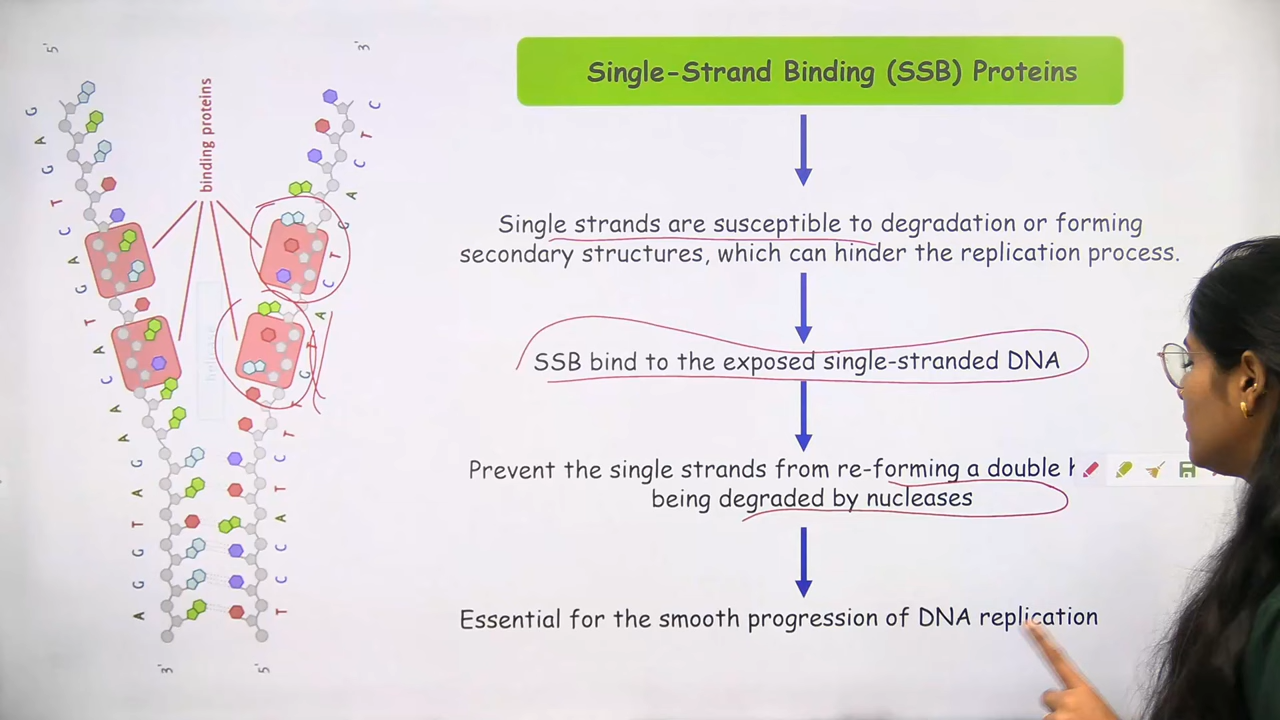 Single-Strand Binding (SSB) Proteins
Single strands are susceptible to degradation or forming
secondary structures, which can hinder the replication process.
SSB bind to the exposed single-stranded DNA
Prevent the single strands from re-forming a double
being degraded by nucleases
Essential for the smooth progression of DNA replication
binding proteins
5'
G
A
G
T
C
A
G
T
A
C
A
A
G
A
T
G
G
A
3'
3'
C
T
C
A
G
T
C
A
T
G
T
T
C
T
A
C
C
T
5'